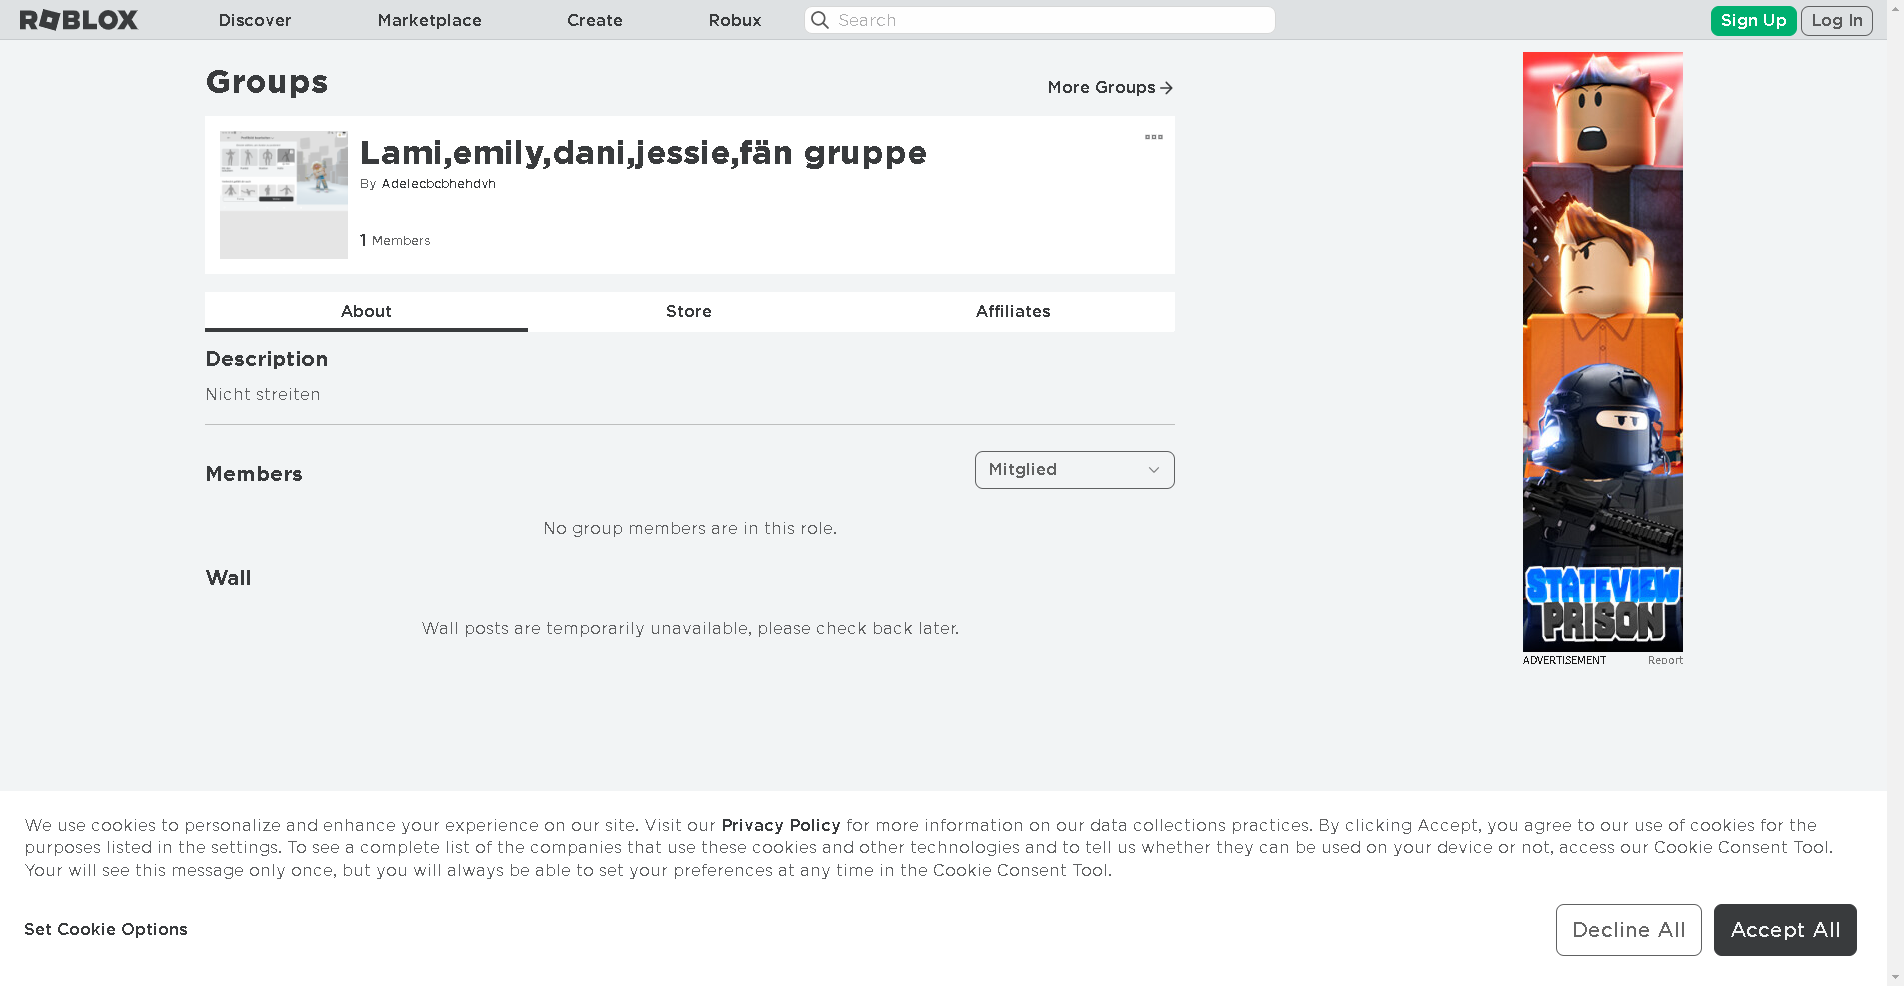 ROBLOX Discover Marketplace Create Robux Search Sign Up Log In
Groups
More Groups
Lami,emily,dani,jessie,fän gruppe
By Adelecbcbhehdvh
1 Members
About Store Affiliates
Description
Nicht streiten
Members
Mitglied
No group members are in this role.
Wall
Wall posts are temporarily unavailable, please check back later.
STATEVIEW
PRISON
ADVERTISEMENT Report
We use cookies to personalize and enhance your experience on our site. Visit our Privacy Policy for more information on our data collections practices. By clicking Accept, you agree to our use of cookies for the
purposes listed in the settings. To see a complete list of the companies that use these cookies and other technologies and to tell us whether they can be used on your device or not, access our Cookie Consent Tool.
Your will see this message only once, but you will always be able to set your preferences at any time in the Cookie Consent Tool.
Set Cookie Options
Decline All Accept All